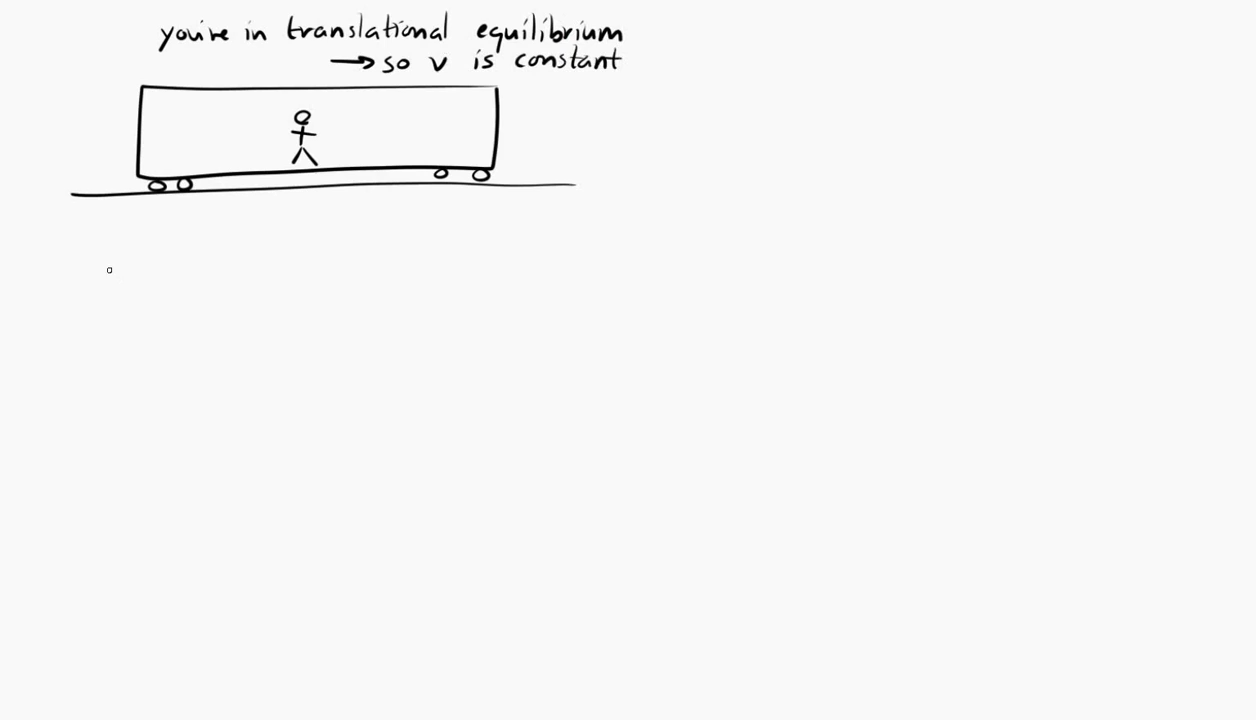 you're in translational equilibrium
→ so v is constant